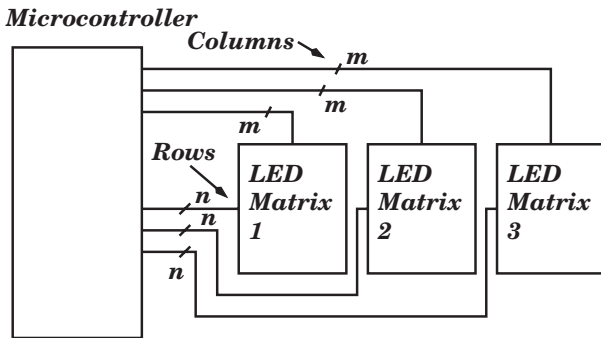 Microcontroller
Columns
m
m
m
Rows
n
n
n
LED
Matrix
1
LED
Matrix
2
LED
Matrix
3